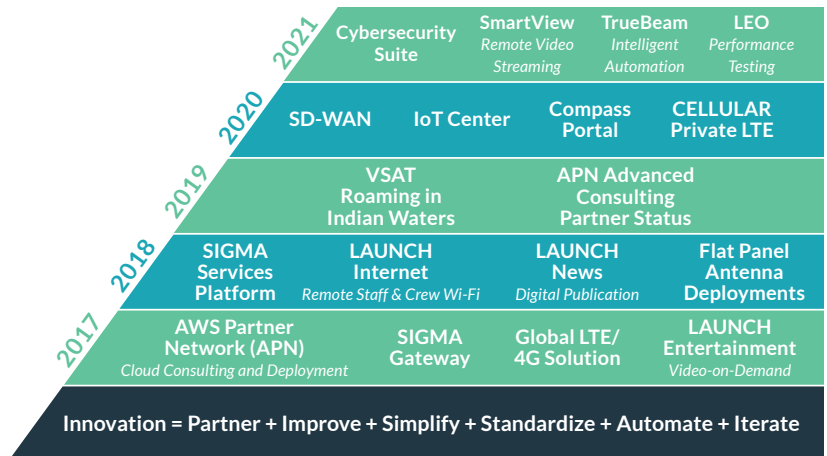 2021
Cybersecurity
Suite
SmartView
Remote Video
Streaming
TrueBeam
Intelligent
Automation
LEO
Performance
Testing
2020
SD-WAN
IoT Center
Compass
Portal
CELLULAR
Private LTE
2019
VSAT
Roaming in
Indian Waters
APN Advanced
Consulting
Partner Status
2018
SIGMA
Services
Platform
LAUNCH
Internet
Remote Staff & Crew Wi-Fi
LAUNCH
News
Digital Publication
Flat Panel
Antenna
Deployments
2017
AWS Partner
Network (APN)
Cloud Consulting and Deployment
SIGMA
Gateway
Global LTE/
4G Solution
LAUNCH
Entertainment
Video-on-Demand
Innovation = Partner + Improve + Simplify + Standardize + Automate + Iterate